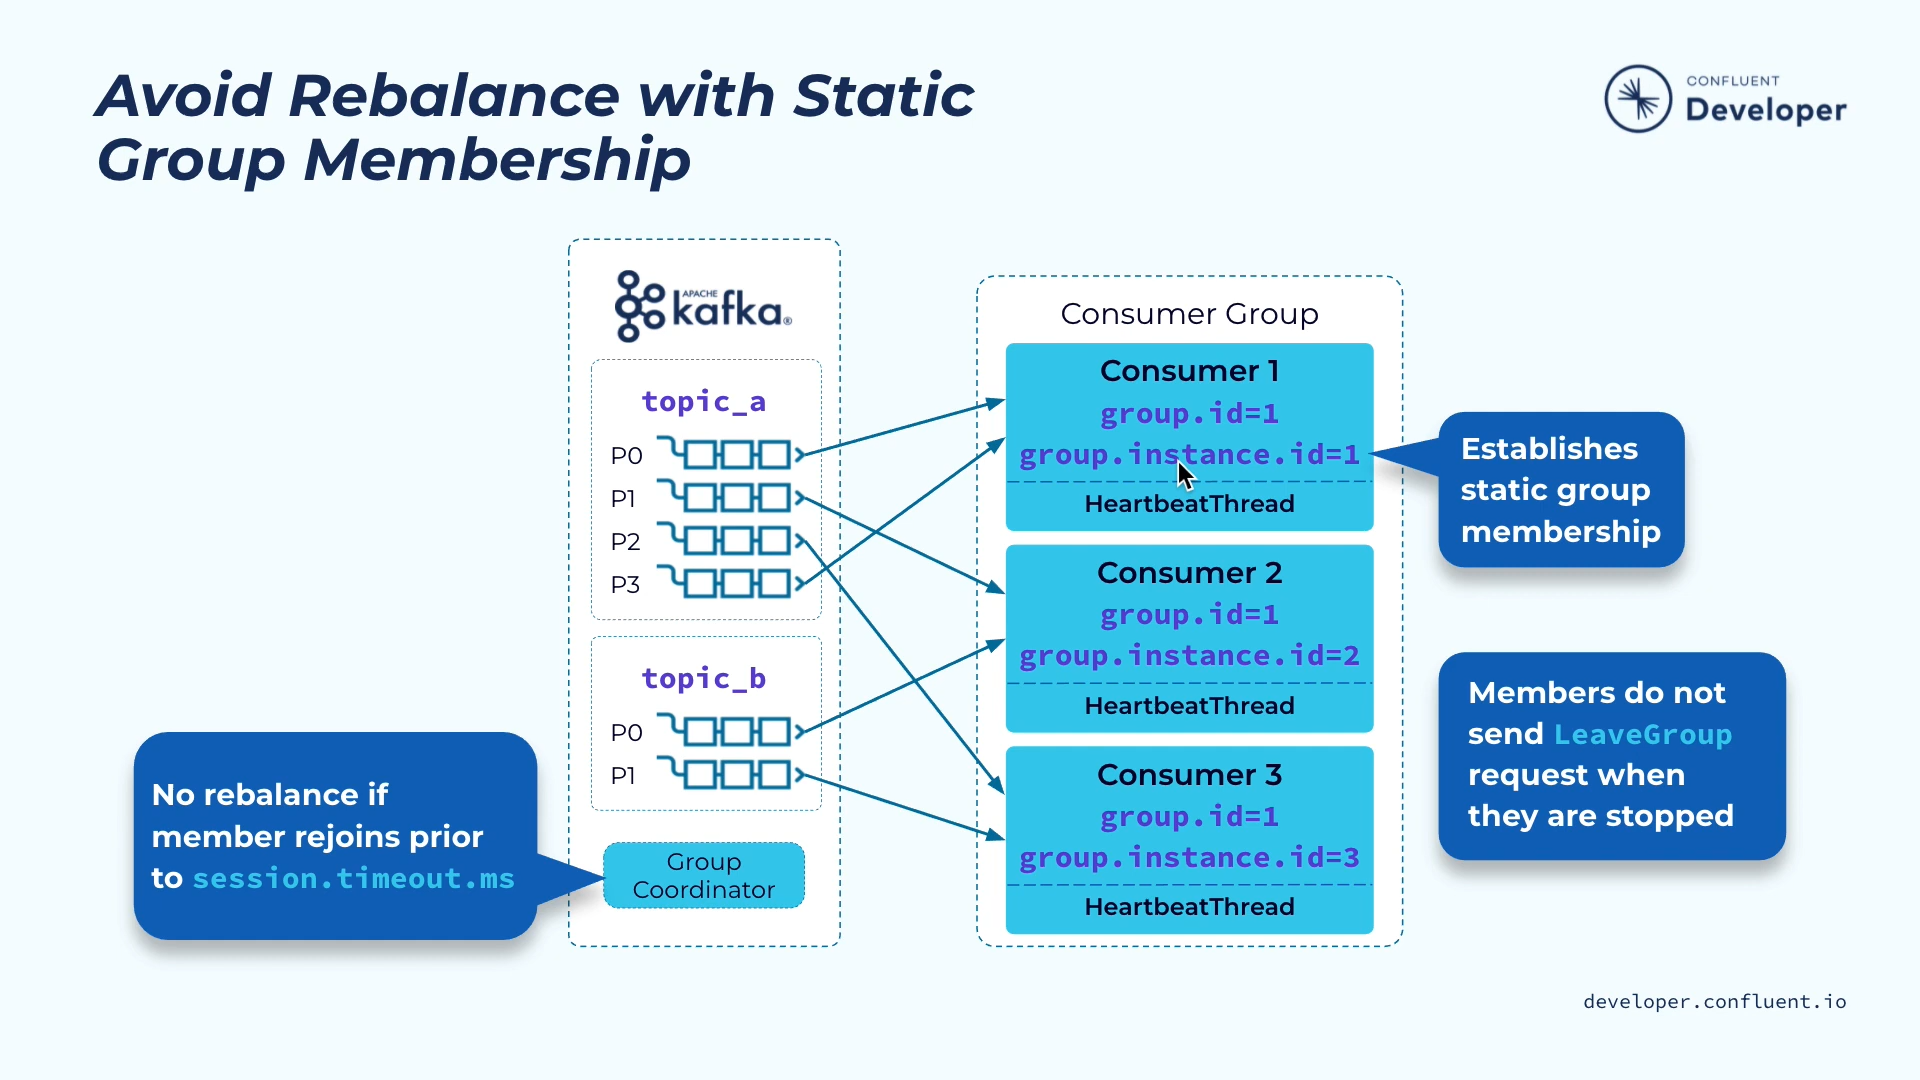 Avoid Rebalance with Static
Group Membership
CONFLUENT
Developer
APACHE
kafka®
topic_a
P0
P1
P2
P3
topic_b
P0
P1
Group
Coordinator
No rebalance if
member rejoins prior
to session.timeout.ms
Consumer Group
Consumer 1
group.id=1
group.instance.id=1
HeartbeatThread
Consumer 2
group.id=1
group.instance.id=2
HeartbeatThread
Consumer 3
group.id=1
group.instance.id=3
HeartbeatThread
Establishes
static group
membership
Members do not
send LeaveGroup
request when
they are stopped
developer.confluent.io